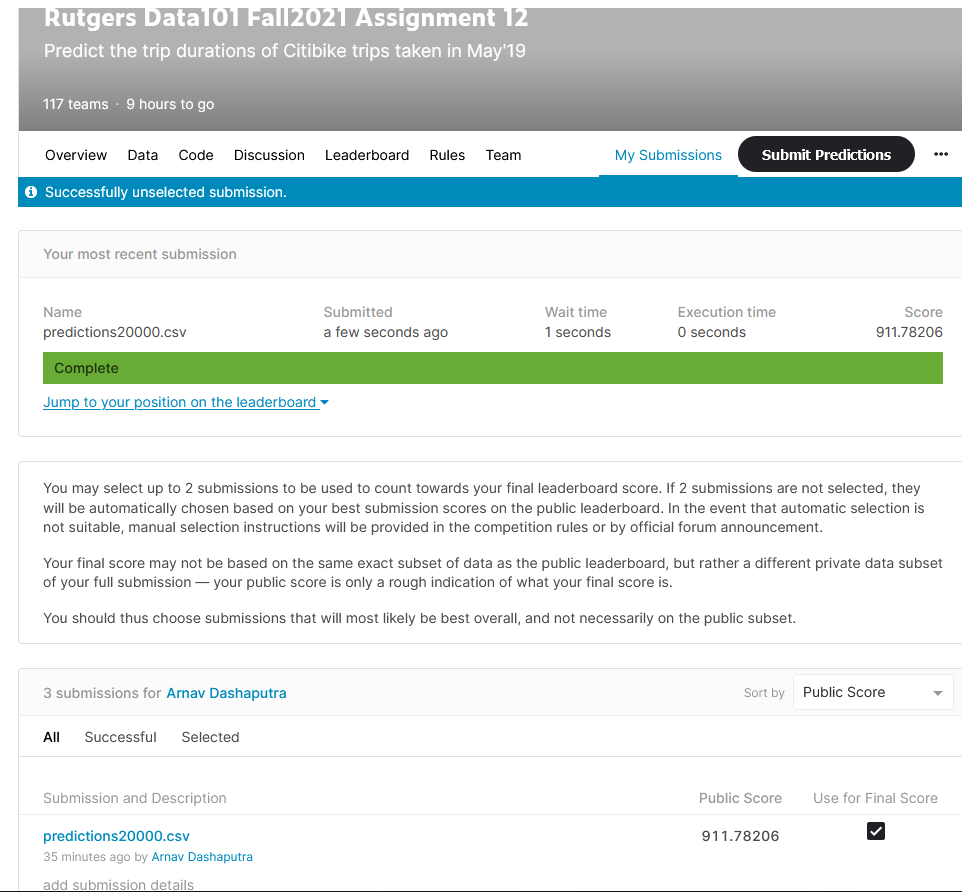 Rutgers Data101 Fall2021 Assignment 12
Predict the trip durations of Citibike trips taken in May'19
117 teams · 9 hours to go
Overview Data Code Discussion Leaderboard Rules Team My Submissions Submit Predictions ...
Successfully unselected submission.
Your most recent submission
Name Submitted Wait time Execution time Score
predictions20000.csv a few seconds ago 1 seconds 0 seconds 911.78206
Complete
Jump to your position on the leaderboard
You may select up to 2 submissions to be used to count towards your final leaderboard score. If 2 submissions are not selected, they
will be automatically chosen based on your best submission scores on the public leaderboard. In the event that automatic selection is
not suitable, manual selection instructions will be provided in the competition rules or by official forum announcement.
Your final score may not be based on the same exact subset of data as the public leaderboard, but rather a different private data subset
of your full submission — your public score is only a rough indication of what your final score is.
You should thus choose submissions that will most likely be best overall, and not necessarily on the public subset.
3 submissions for Arnav Dashaputra Sort by Public Score
All Successful Selected
Submission and Description Public Score Use for Final Score
predictions20000.csv 911.78206
35 minutes ago by Arnav Dashaputra
add submission details